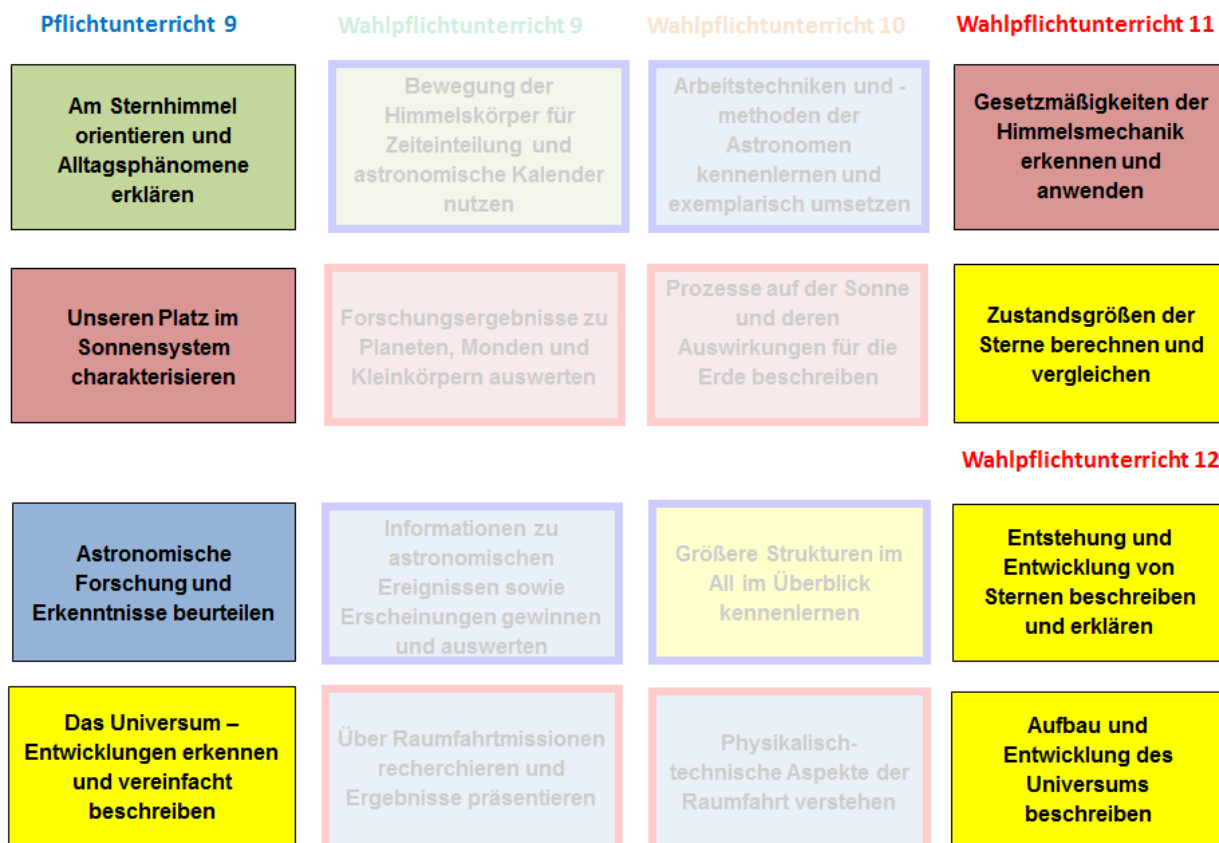 Pflichtunterricht 9
Wahlpflichtunterricht 9
Wahlpflichtunterricht 10
Wahlpflichtunterricht 11
Am Sternhimmel
orientieren und
Alltagsphänomene
erklären
Bewegung der
Himmelskörper für
Zeiteinteilung und
astronomische Kalender
nutzen
Arbeitstechniken und -
methoden der
Astronomen
kennenlernen und
exemplarisch umsetzen
Gesetzmäßigkeiten der
Himmelsmechanik
erkennen und
anwenden
Unseren Platz im
Sonnensystem
charakterisieren
Forschungsergebnisse zu
Planeten, Monden und
Kleinkörpern auswerten
Prozesse auf der Sonne
und deren
Auswirkungen für die
Erde beschreiben
Zustandsgrößen der
Sterne berechnen und
vergleichen
Wahlpflichtunterricht 12
Astronomische
Forschung und
Erkenntnisse beurteilen
Informationen zu
astronomischen
Ereignissen sowie
Erscheinungen gewinnen
und auswerten
Größere Strukturen im
All im Überblick
kennenlernen
Entstehung und
Entwicklung von
Sternen beschreiben
und erklären
Das Universum –
Entwicklungen erkennen
und vereinfacht
beschreiben
Über Raumfahrtmissionen
recherchieren und
Ergebnisse präsentieren
Physikalisch-
technische Aspekte der
Raumfahrt verstehen
Aufbau und
Entwicklung des
Universums
beschreiben